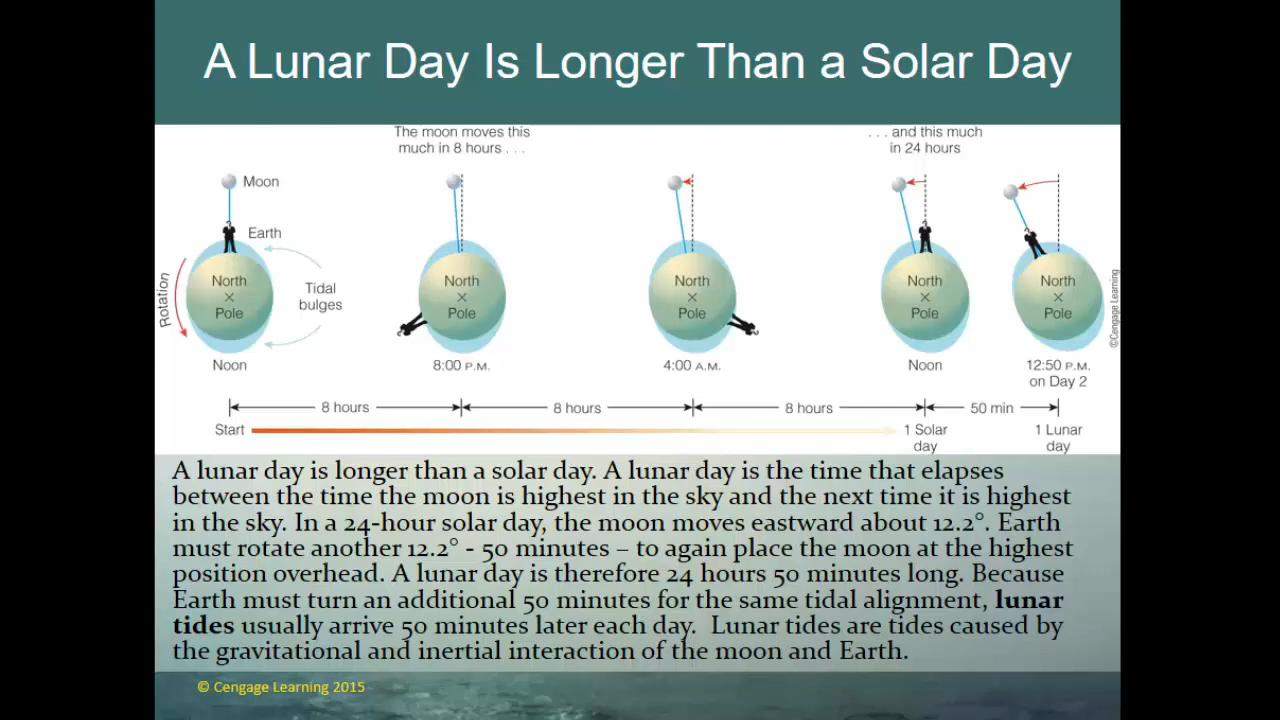 A Lunar Day Is Longer Than a Solar Day
The moon moves this
much in 8 hours . . .
. . . and this much
in 24 hours
Moon
Earth
Rotation
Tidal
bulges
North
×
Pole
North
×
Pole
North
×
Pole
North
×
Pole
North
×
Pole
©Cengage Learning
Noon
8:00 P.M.
4:00 A.M.
Noon
12:50 P.M.
on Day 2
8 hours
8 hours
8 hours
50 min
Start
1 Solar
day
1 Lunar
day
A lunar day is longer than a solar day. A lunar day is the time that elapses
between the time the moon is highest in the sky and the next time it is highest
in the sky. In a 24-hour solar day, the moon moves eastward about 12.2°. Earth
must rotate another 12.2° - 50 minutes – to again place the moon at the highest
position overhead. A lunar day is therefore 24 hours 50 minutes long. Because
Earth must turn an additional 50 minutes for the same tidal alignment, lunar
tides usually arrive 50 minutes later each day. Lunar tides are tides caused by
the gravitational and inertial interaction of the moon and Earth.
© Cengage Learning 2015